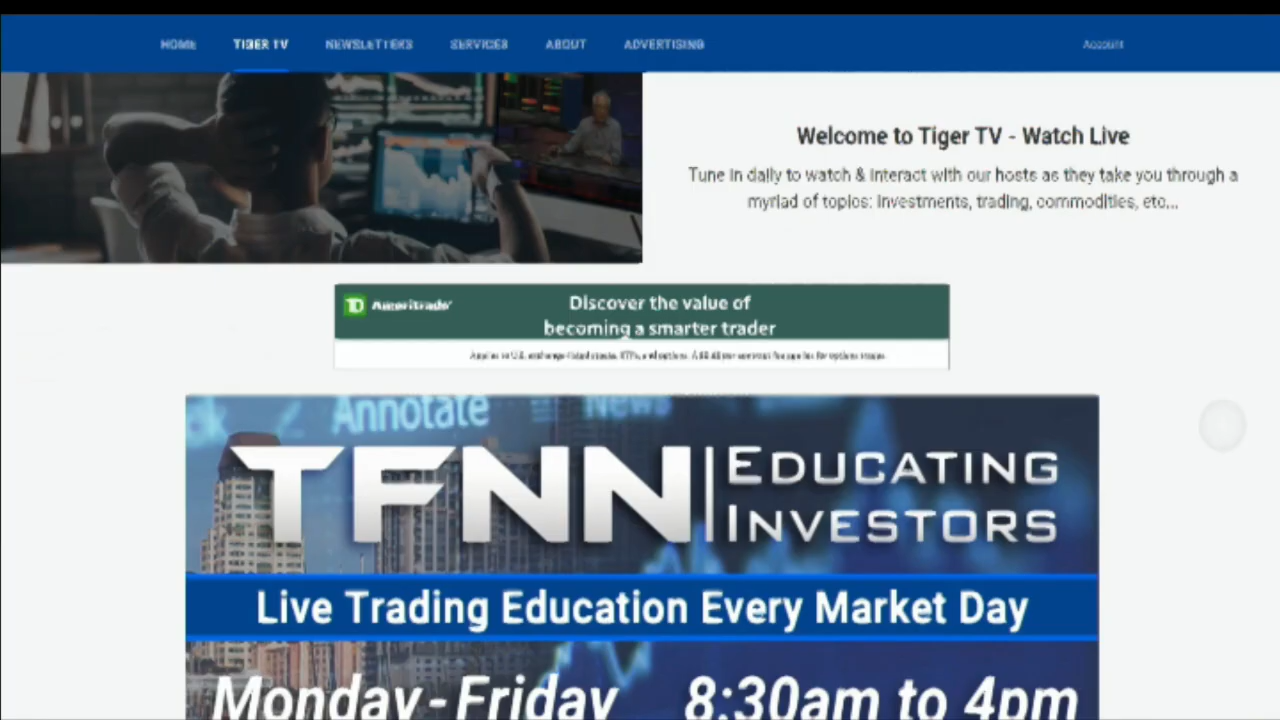 HOME TIGER TV NEWSLETTERS SERVICES ABOUT ADVERTISING Account
Welcome to Tiger TV - Watch Live
Tune in daily to watch & interact with our hosts as they take you through a
myriad of topics: investments, trading, commodities, etc...
TD Ameritrade
Discover the value of
becoming a smarter trader
Annotate News
TFNN EDUCATING
INVESTORS
Live Trading Education Every Market Day
Monday - Friday 8:30am to 4pm